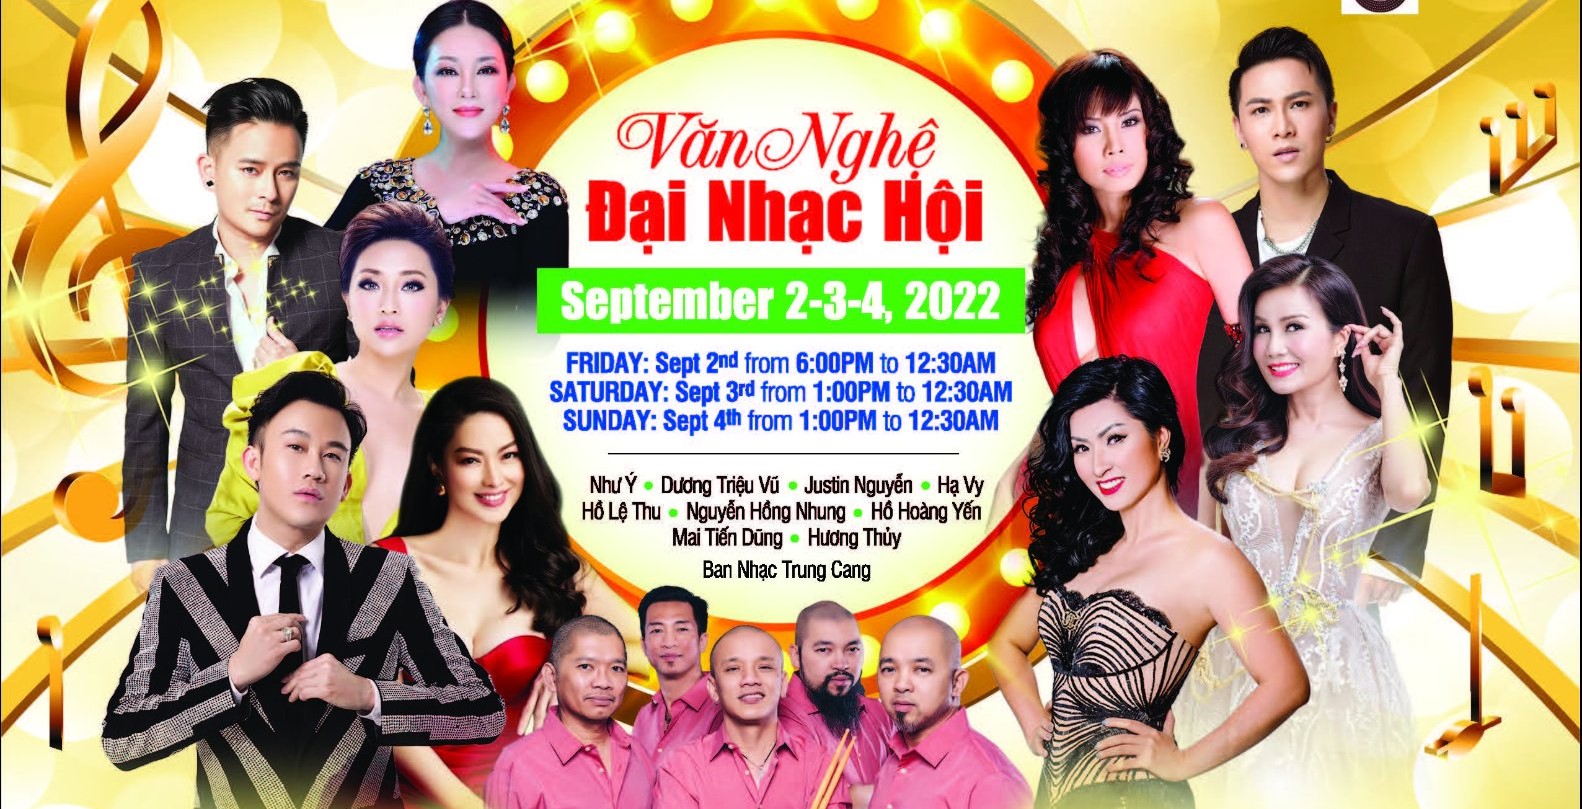 Văn Nghệ
Đại Nhạc Hội
September 2-3-4, 2022
FRIDAY: Sept 2nd from 6:00PM to 12:30AM
SATURDAY: Sept 3rd from 1:00PM to 12:30AM
SUNDAY: Sept 4th from 1:00PM to 12:30AM
Như Ý • Dương Triệu Vũ • Justin Nguyễn • Hạ Vy
Hồ Lệ Thu • Nguyễn Hồng Nhung • Hồ Hoàng Yến
Mai Tiến Dũng • Hương Thủy
Ban Nhạc Trung Cang